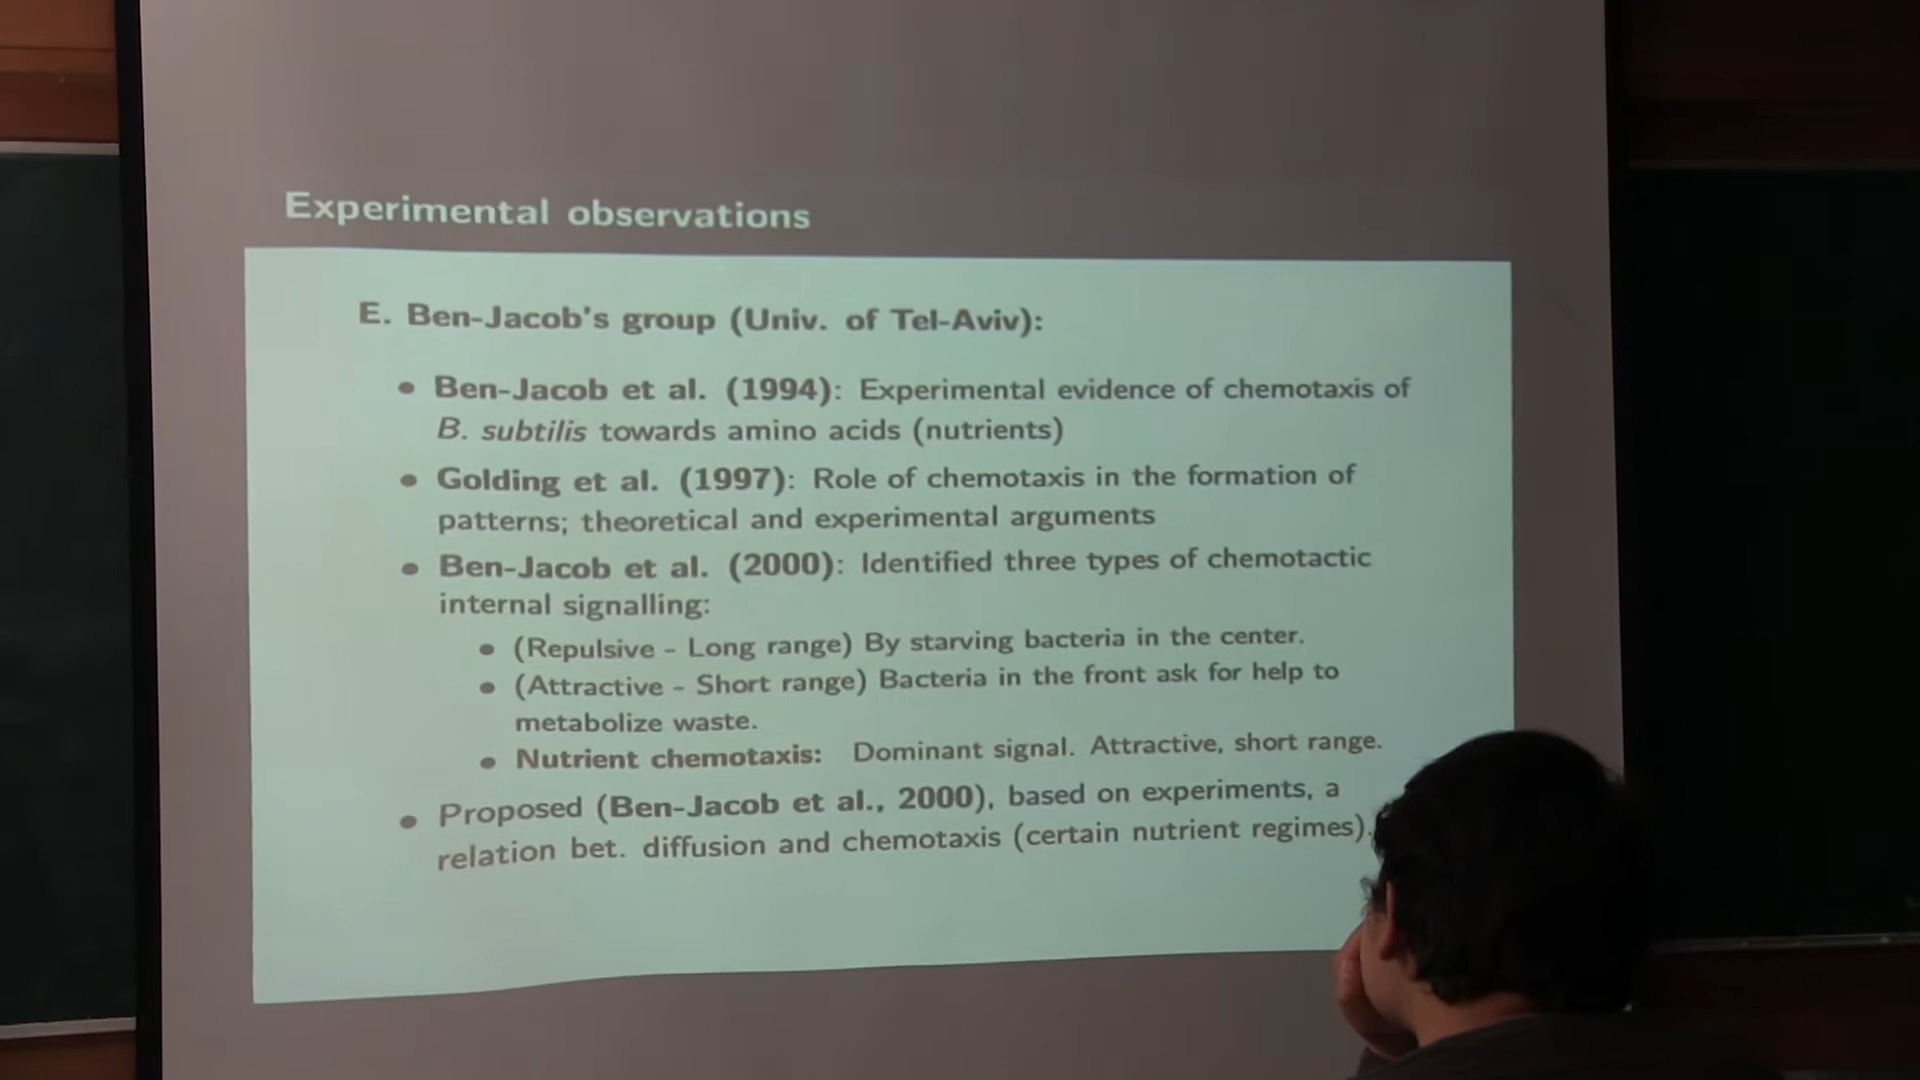 Experimental observations
E. Ben-Jacob's group (Univ. of Tel-Aviv):
• Ben-Jacob et al. (1994): Experimental evidence of chemotaxis of
B. subtilis towards amino acids (nutrients)
• Golding et al. (1997): Role of chemotaxis in the formation of
patterns; theoretical and experimental arguments
• Ben-Jacob et al. (2000): Identified three types of chemotactic
internal signalling:
• (Repulsive - Long range) By starving bacteria in the center.
• (Attractive - Short range) Bacteria in the front ask for help to
metabolize waste.
• Nutrient chemotaxis: Dominant signal. Attractive, short range.
• Proposed (Ben-Jacob et al., 2000), based on experiments, a
relation bet. diffusion and chemotaxis (certain nutrient regimes).